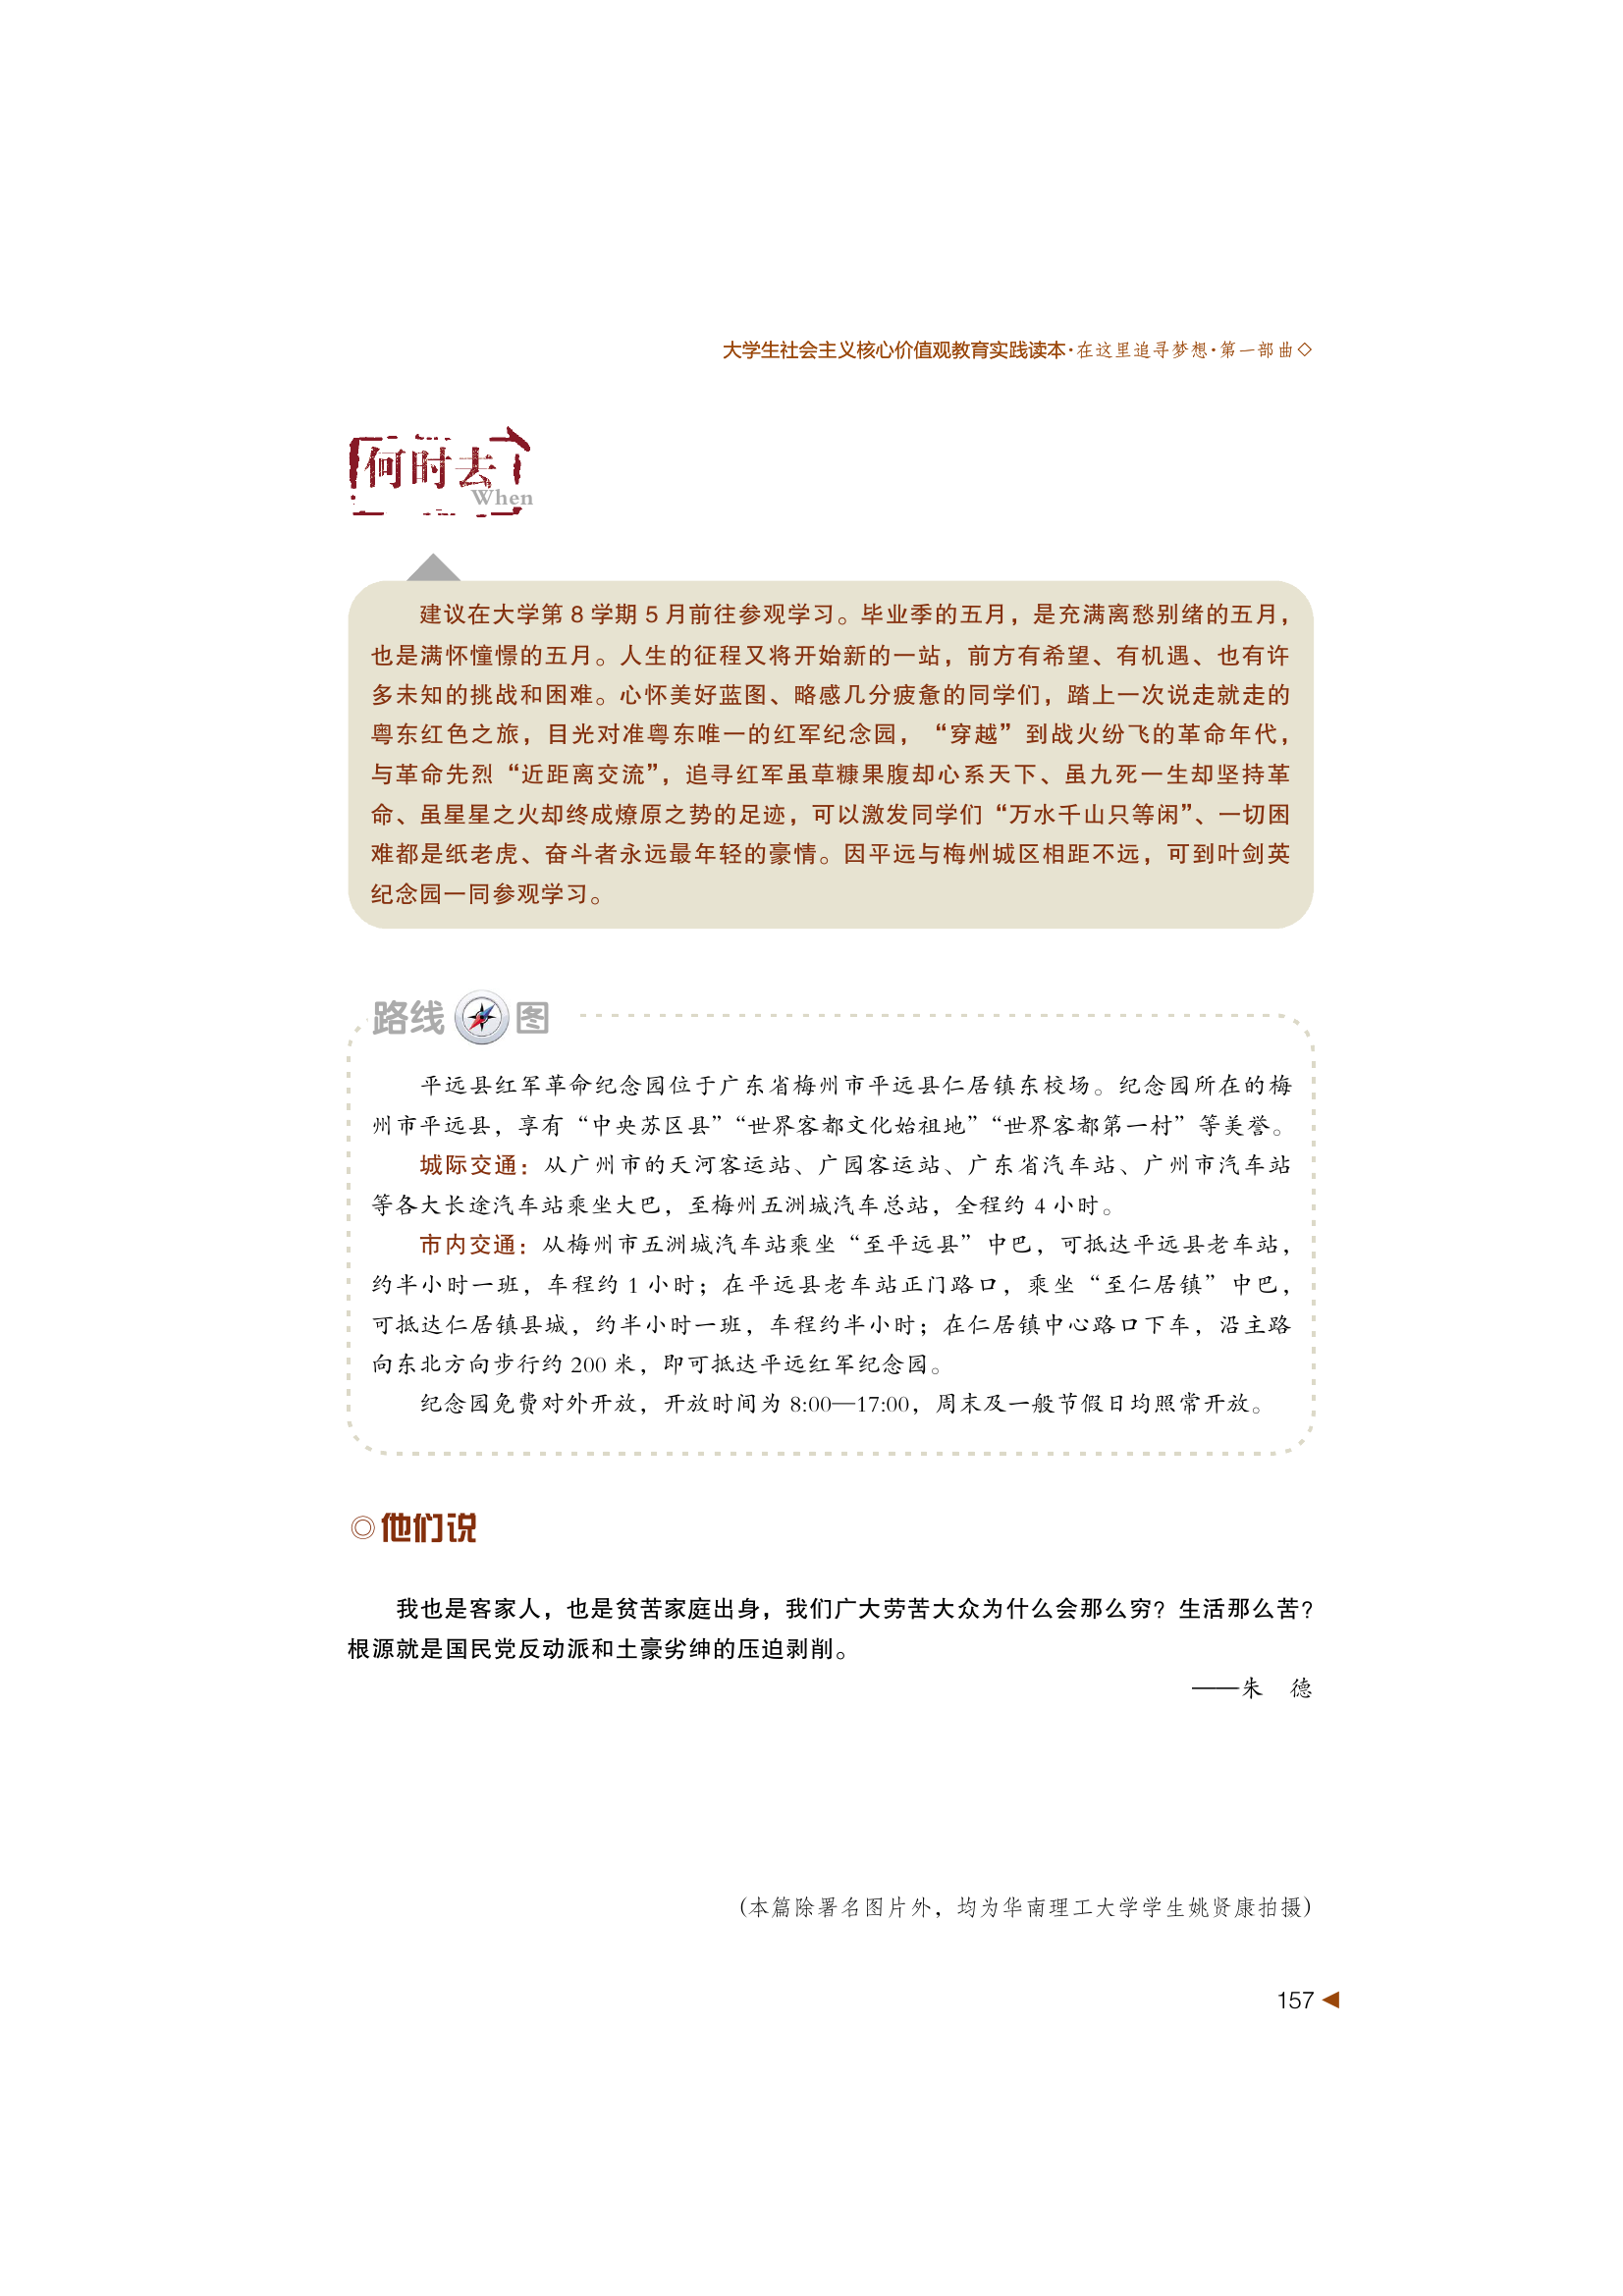 大学生社会主义核心价值观教育实践读本·在这里追寻梦想·第一部曲◇
何时去
When
建议在大学第 8 学期 5 月前往参观学习。毕业季的五月，是充满离愁别绪的五月，
也是满怀憧憬的五月。人生的征程又将开始新的一站，前方有希望、有机遇、也有许
多未知的挑战和困难。心怀美好蓝图、略感几分疲惫的同学们，踏上一次说走就走的
粤东红色之旅，目光对准粤东唯一的红军纪念园，“穿越”到战火纷飞的革命年代，
与革命先烈“近距离交流”，追寻红军虽草糠果腹却心系天下、虽九死一生却坚持革
命、虽星星之火却终成燎原之势的足迹，可以激发同学们“万水千山只等闲”、一切困
难都是纸老虎、奋斗者永远最年轻的豪情。因平远与梅州城区相距不远，可到叶剑英
纪念园一同参观学习。
路线图
平远县红军革命纪念园位于广东省梅州市平远县仁居镇东校场。纪念园所在的梅
州市平远县，享有“中央苏区县”“世界客都文化始祖地”“世界客都第一村”等美誉。
城际交通：从广州市的天河客运站、广园客运站、广东省汽车站、广州市汽车站
等各大长途汽车站乘坐大巴，至梅州五洲城汽车总站，全程约 4 小时。
市内交通：从梅州市五洲城汽车站乘坐“至平远县”中巴，可抵达平远县老车站，
约半小时一班，车程约 1 小时；在平远县老车站正门路口，乘坐“至仁居镇”中巴，
可抵达仁居镇县城，约半小时一班，车程约半小时；在仁居镇中心路口下车，沿主路
向东北方向步行约 200 米，即可抵达平远红军纪念园。
纪念园免费对外开放，开放时间为 8:00—17:00，周末及一般节假日均照常开放。
◎他们说
我也是客家人，也是贫苦家庭出身，我们广大劳苦大众为什么会那么穷？生活那么苦？
根源就是国民党反动派和土豪劣绅的压迫剥削。
——朱　德
（本篇除署名图片外，均为华南理工大学学生姚贤康拍摄）
157